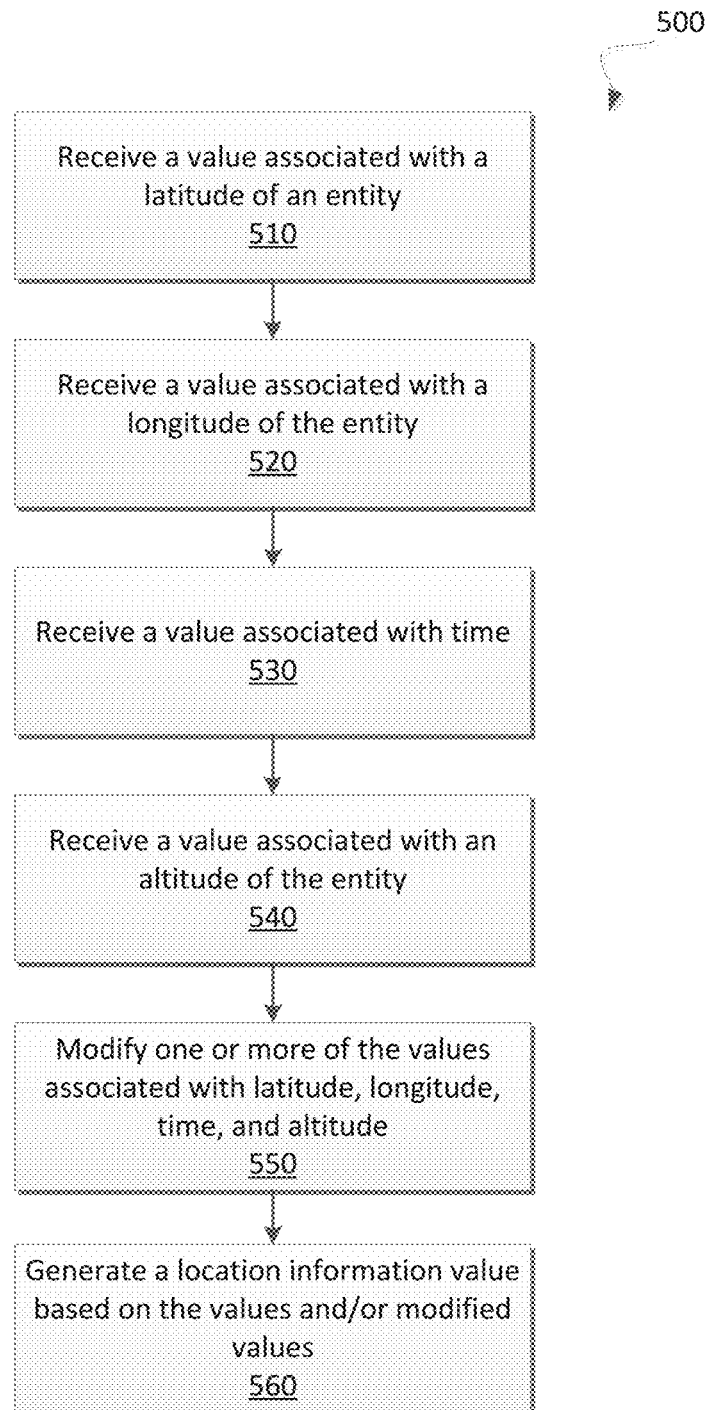 500
Receive a value associated with a
latitude of an entity
510
Receive a value associated with a
longitude of the entity
520
Receive a value associated with time
530
Receive a value associated with an
altitude of the entity
540
Modify one or more of the values
associated with latitude, longitude,
time, and altitude
550
Generate a location information value
based on the values and/or modified
values
560